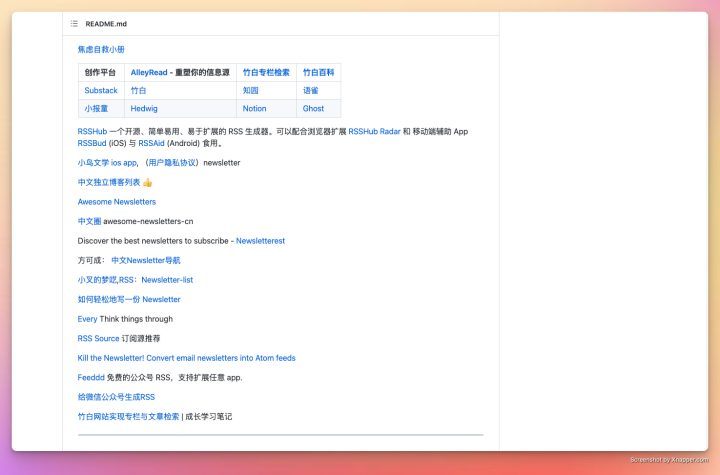 README.md
焦虑自救小册
创作平台 AlleyRead - 重塑你的信息源 竹白专栏检索 竹白百科
Substack 竹白 知园 语雀
小报童 Hedwig Notion Ghost
RSSHub 一个开源、简单易用、易于扩展的 RSS 生成器。可以配合浏览器扩展 RSSHub Radar 和 移动端辅助 App
RSSBud (iOS) 与 RSSAid (Android) 食用。
小鸟文学 ios app, （用户隐私协议）newsletter
中文独立博客列表 👍
Awesome Newsletters
中文圈 awesome-newsletters-cn
Discover the best newsletters to subscribe - Newsletterest
方可成： 中文Newsletter导航
小叉的梦呓,RSS：Newsletter-list
如何轻松地写一份 Newsletter
Every Think things through
RSS Source 订阅源推荐
Kill the Newsletter! Convert email newsletters into Atom feeds
Feeddd 免费的公众号 RSS，支持扩展任意 app.
给微信公众号生成RSS
竹白网站实现专栏与文章检索 | 成长学习笔记
Screenshot by Xnapper.com